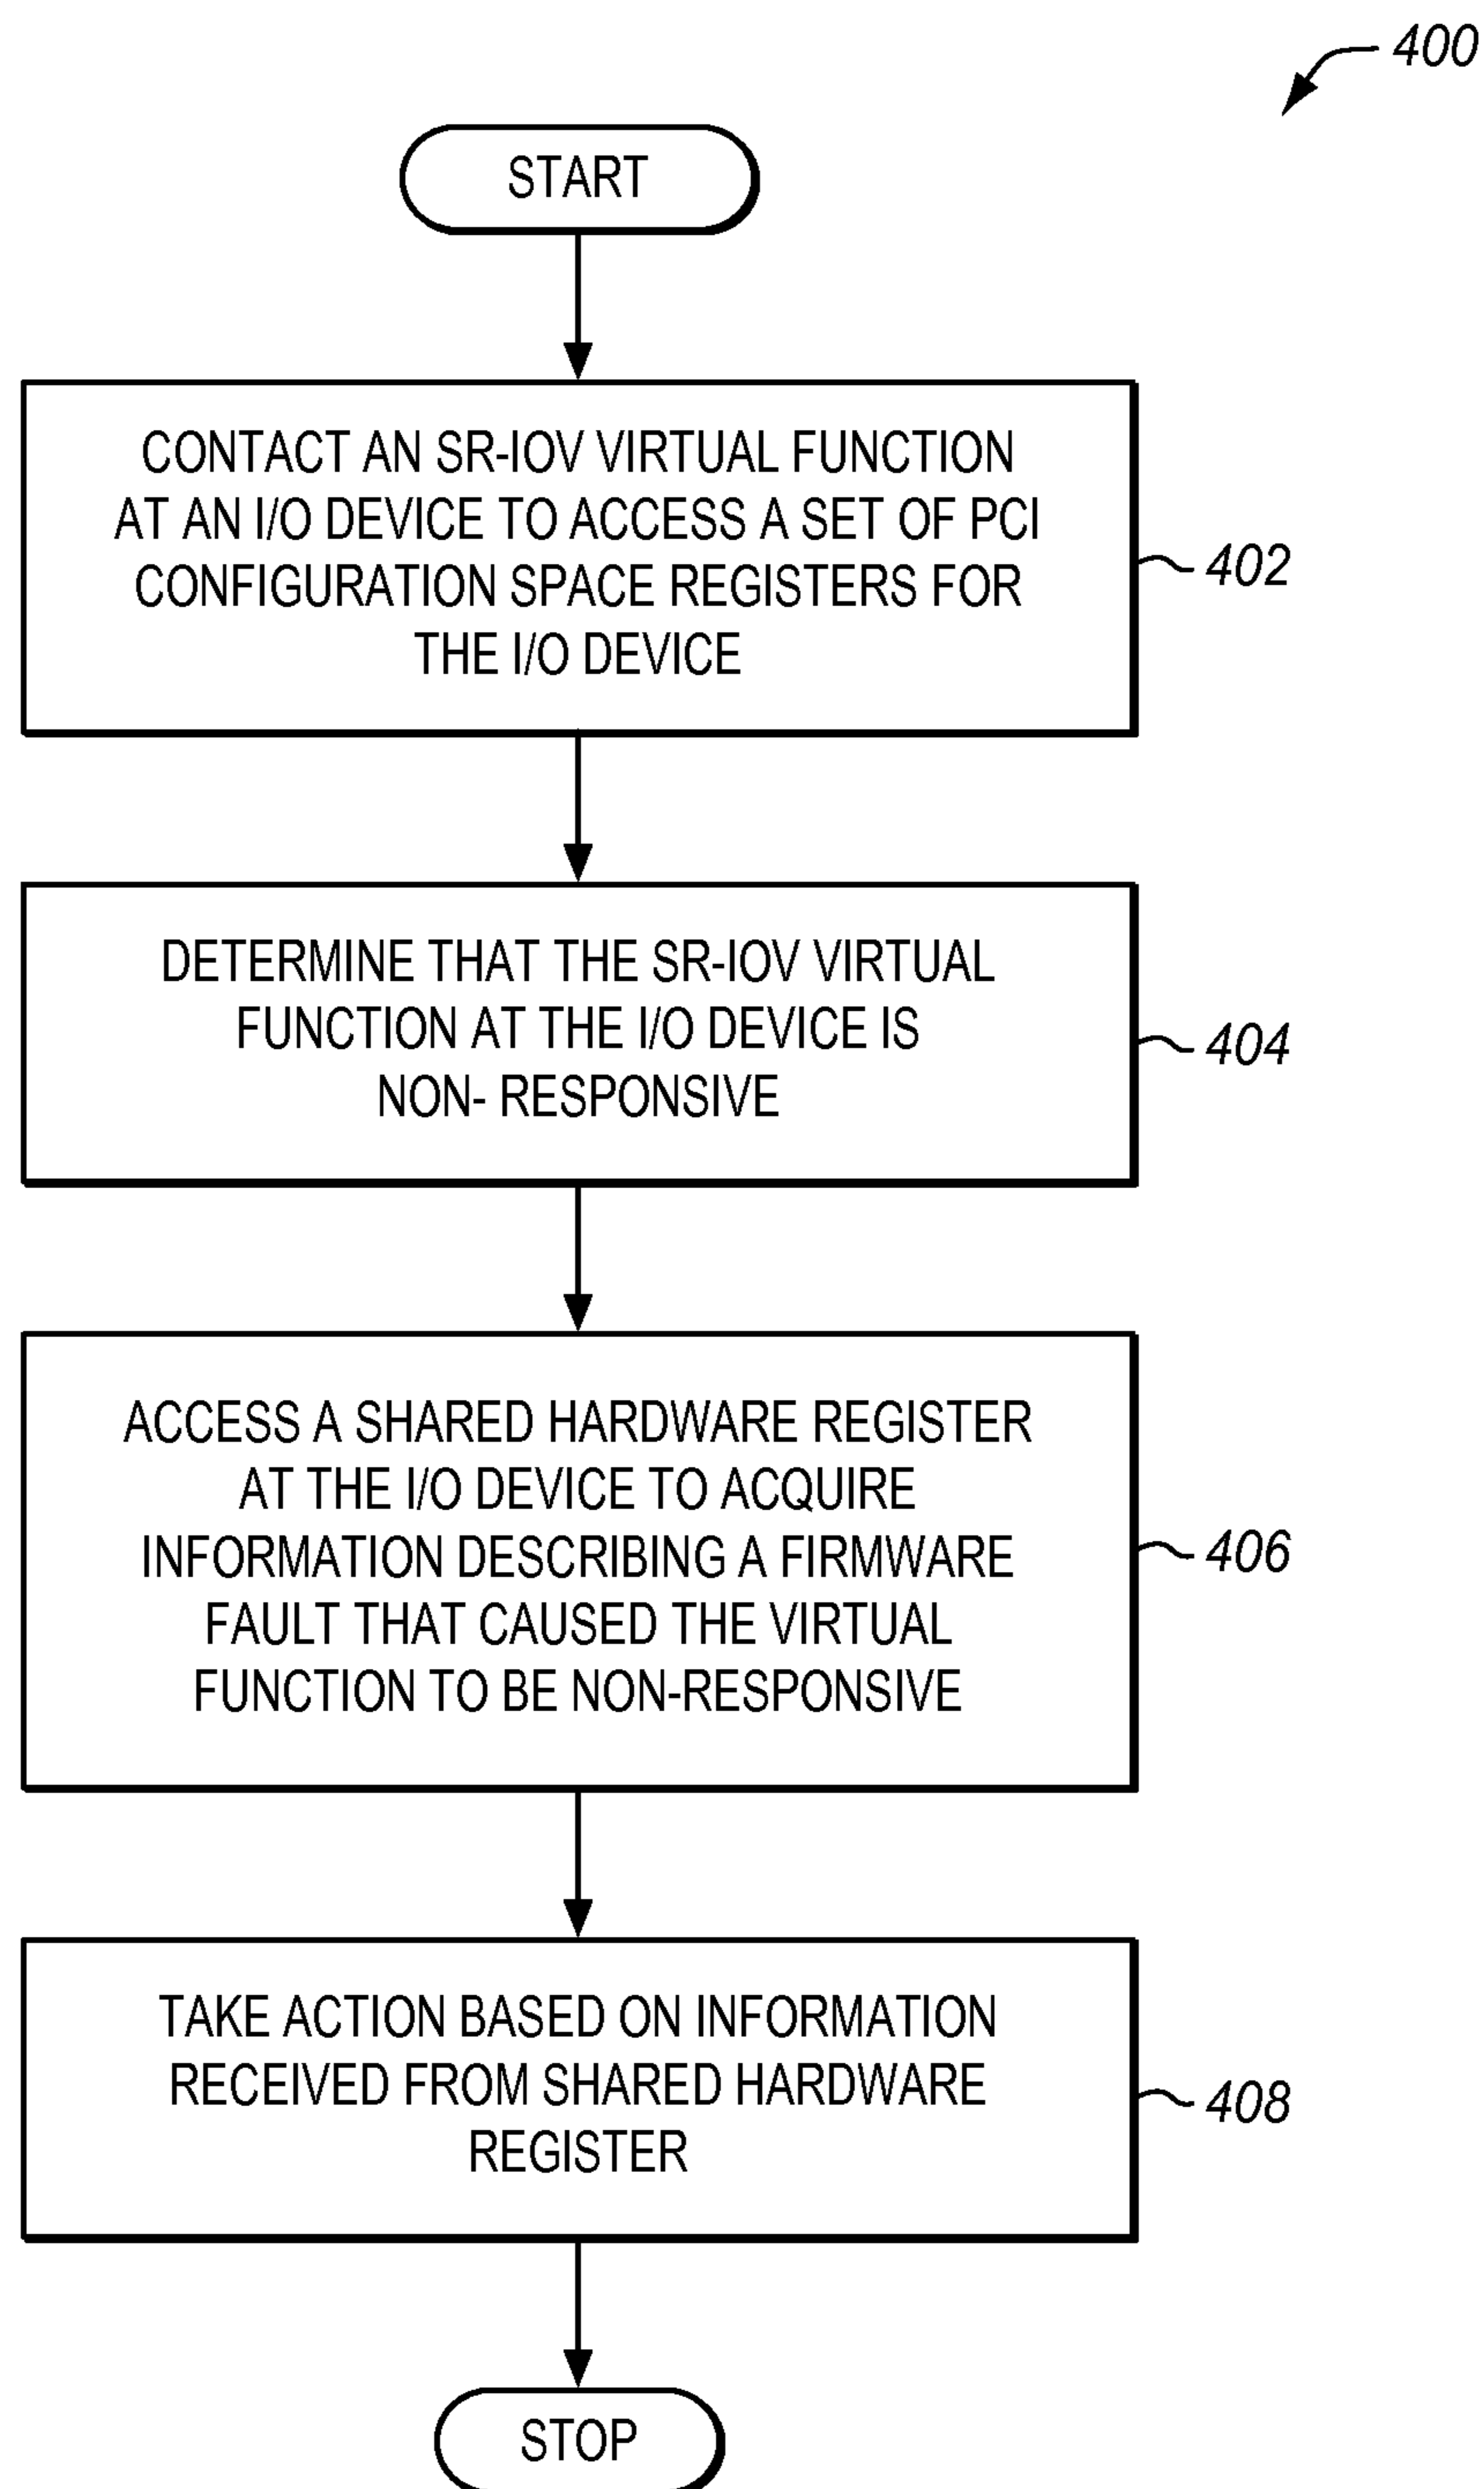 400
START
CONTACT AN SR-IOV VIRTUAL FUNCTION
AT AN I/O DEVICE TO ACCESS A SET OF PCI
CONFIGURATION SPACE REGISTERS FOR
THE I/O DEVICE
402
DETERMINE THAT THE SR-IOV VIRTUAL
FUNCTION AT THE I/O DEVICE IS
NON- RESPONSIVE
404
ACCESS A SHARED HARDWARE REGISTER
AT THE I/O DEVICE TO ACQUIRE
INFORMATION DESCRIBING A FIRMWARE
FAULT THAT CAUSED THE VIRTUAL
FUNCTION TO BE NON-RESPONSIVE
406
TAKE ACTION BASED ON INFORMATION
RECEIVED FROM SHARED HARDWARE
REGISTER
408
STOP